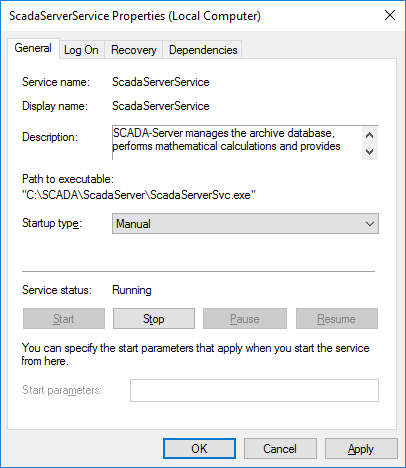 ScadaServerService Properties (Local Computer)
General Log On Recovery Dependencies
Service name: ScadaServerService
Display name: ScadaServerService
Description: SCADA-Server manages the archive database,
performs mathematical calculations and provides
Path to executable:
"C:\SCADA\ScadaServer\ScadaServerSvc.exe"
Startup type: Manual
Service status: Running
Start Stop Pause Resume
You can specify the start parameters that apply when you start the service
from here.
Start parameters:
OK Cancel Apply